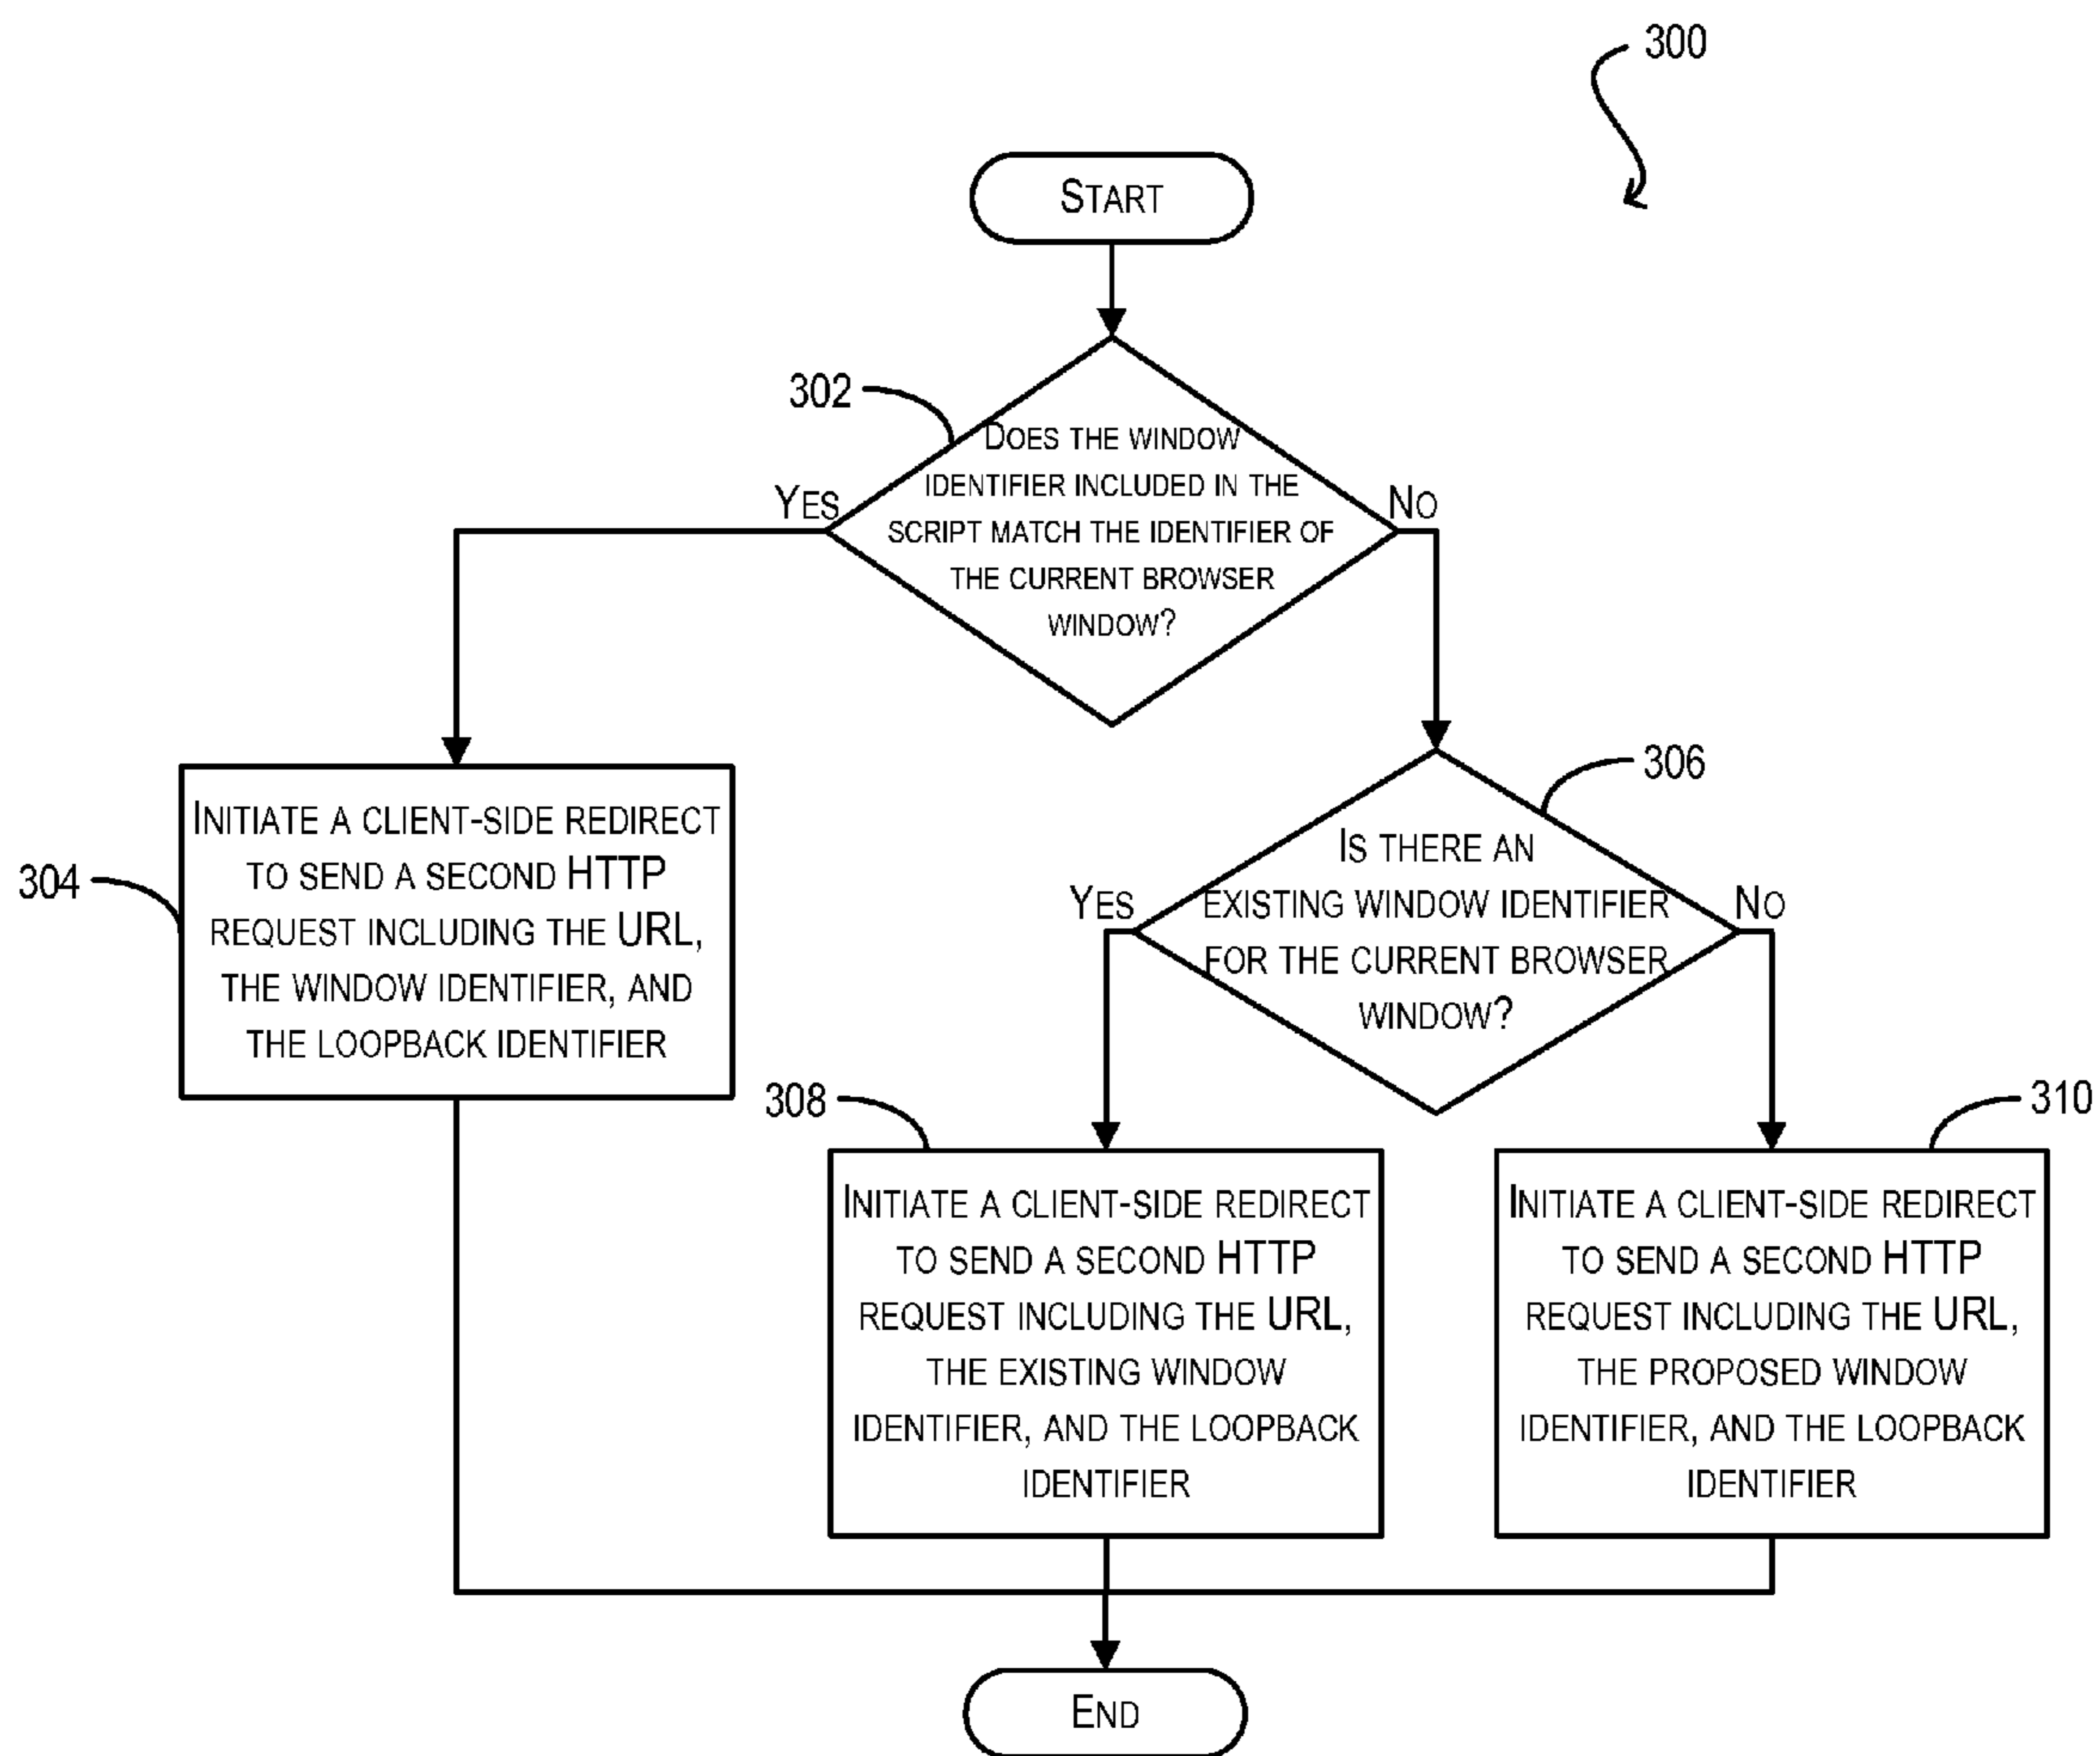 300
START
302
DOES THE WINDOW
IDENTIFIER INCLUDED IN THE
SCRIPT MATCH THE IDENTIFIER OF
THE CURRENT BROWSER
WINDOW?
YES
NO
306
IS THERE AN
EXISTING WINDOW IDENTIFIER
FOR THE CURRENT BROWSER
WINDOW?
YES
NO
304
INITIATE A CLIENT-SIDE REDIRECT
TO SEND A SECOND HTTP
REQUEST INCLUDING THE URL,
THE WINDOW IDENTIFIER, AND
THE LOOPBACK IDENTIFIER
308
INITIATE A CLIENT-SIDE REDIRECT
TO SEND A SECOND HTTP
REQUEST INCLUDING THE URL,
THE EXISTING WINDOW
IDENTIFIER, AND THE LOOPBACK
IDENTIFIER
310
INITIATE A CLIENT-SIDE REDIRECT
TO SEND A SECOND HTTP
REQUEST INCLUDING THE URL,
THE PROPOSED WINDOW
IDENTIFIER, AND THE LOOPBACK
IDENTIFIER
END